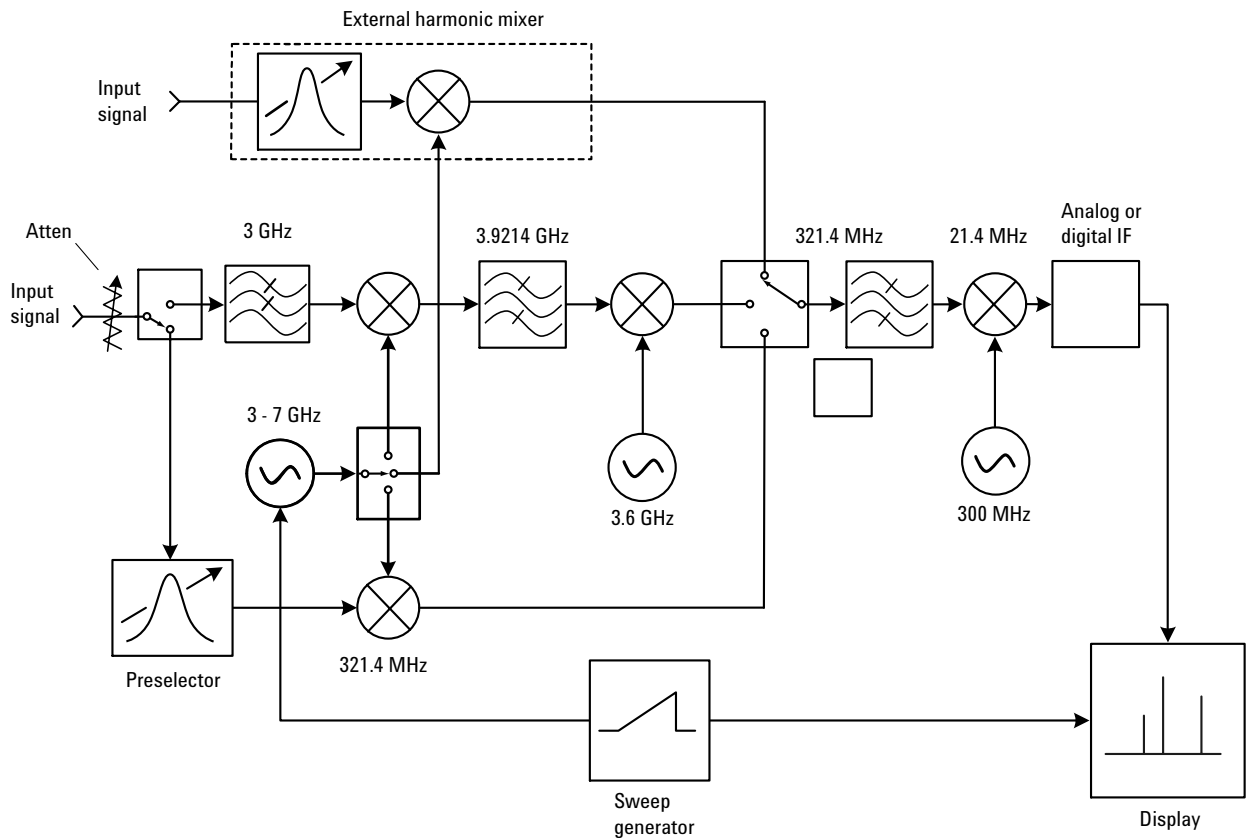 External harmonic mixer
Input
signal
Atten
3 GHz
3.9214 GHz
321.4 MHz
21.4 MHz
Analog or
digital IF
Input
signal
3 - 7 GHz
3.6 GHz
300 MHz
321.4 MHz
Preselector
Sweep
generator
Display